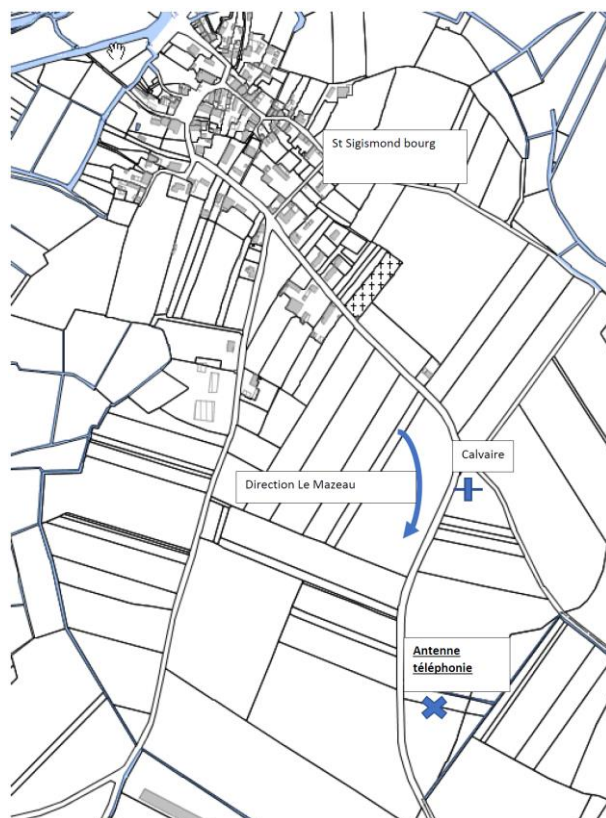 St Sigismond bourg
Calvaire
Direction Le Mazeau
Antenne
téléphonie